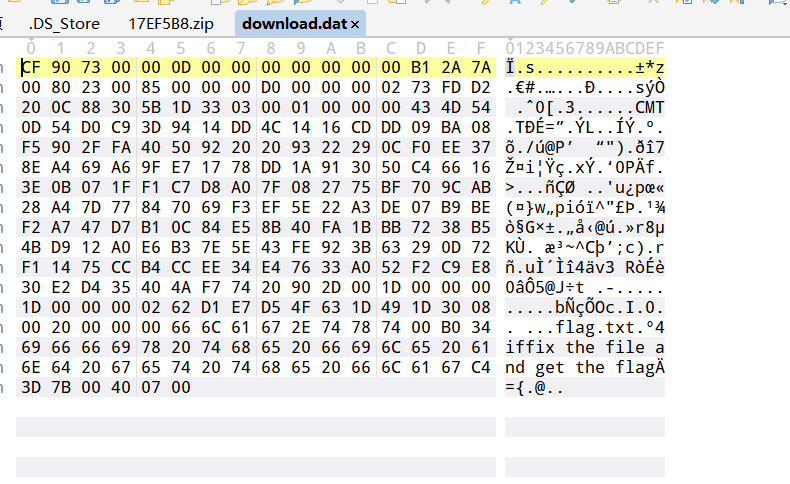 .DS_Store 17EF5B8.zip download.dat ×
0 1 2 3 4 5 6 7 8 9 A B C D E F 0123456789ABCDEF
CF 90 73 00 00 0D 00 00 00 00 00 00 00 B1 2A 7A Ï.s..........±*z
00 80 23 00 85 00 00 00 D0 00 00 00 02 73 FD D2 .€#.…...Ð....sýÒ
20 0C 88 30 5B 1D 33 03 00 01 00 00 00 43 4D 54 .ˆ0[.3......CMT
0D 54 D0 C9 3D 94 14 DD 4C 14 16 CD DD 09 BA 08 .TÐÉ=”.ÝL..ÍÝ.º.
F5 90 2F FA 40 50 92 20 20 93 22 29 0C F0 EE 37 õ./ú@P’ “").ðî7
8E A4 69 A6 9F E7 17 78 DD 1A 91 30 50 C4 66 16 Ž¤i¦Ÿç.xÝ.‘0PÄf.
3E 0B 07 1F F1 C7 D8 A0 7F 08 27 75 BF 70 9C AB >...ñÇØ ..'u¿pœ«
28 A4 7D 77 84 70 69 F3 EF 5E 22 A3 DE 07 B9 BE (¤}w„pióï^"£Þ.¹¾
F2 A7 47 D7 B1 0C 84 E5 8B 40 FA 1B BB 72 38 B5 ò§G×±.„å‹@ú.»r8µ
4B D9 12 A0 E6 B3 7E 5E 43 FE 92 3B 63 29 0D 72 KÙ. æ³~^Cþ’;c).r
F1 14 75 CC B4 CC EE 34 E4 76 33 A0 52 F2 C9 E8 ñ.uÌ´Ìî4äv3 RòÉè
30 E2 D4 35 40 4A F7 74 20 90 2D 00 1D 00 00 00 0âÔ5@J÷t .-.....
1D 00 00 00 02 62 D1 E7 D5 4F 63 1D 49 1D 30 08 .....bÑçÕOc.I.0.
00 20 00 00 00 66 6C 61 67 2E 74 78 74 00 B0 34 . ...flag.txt.°4
69 66 66 69 78 20 74 68 65 20 66 69 6C 65 20 61 iffix the file a
6E 64 20 67 65 74 20 74 68 65 20 66 6C 61 67 C4 nd get the flagÄ
3D 7B 00 40 07 00 ={.@..